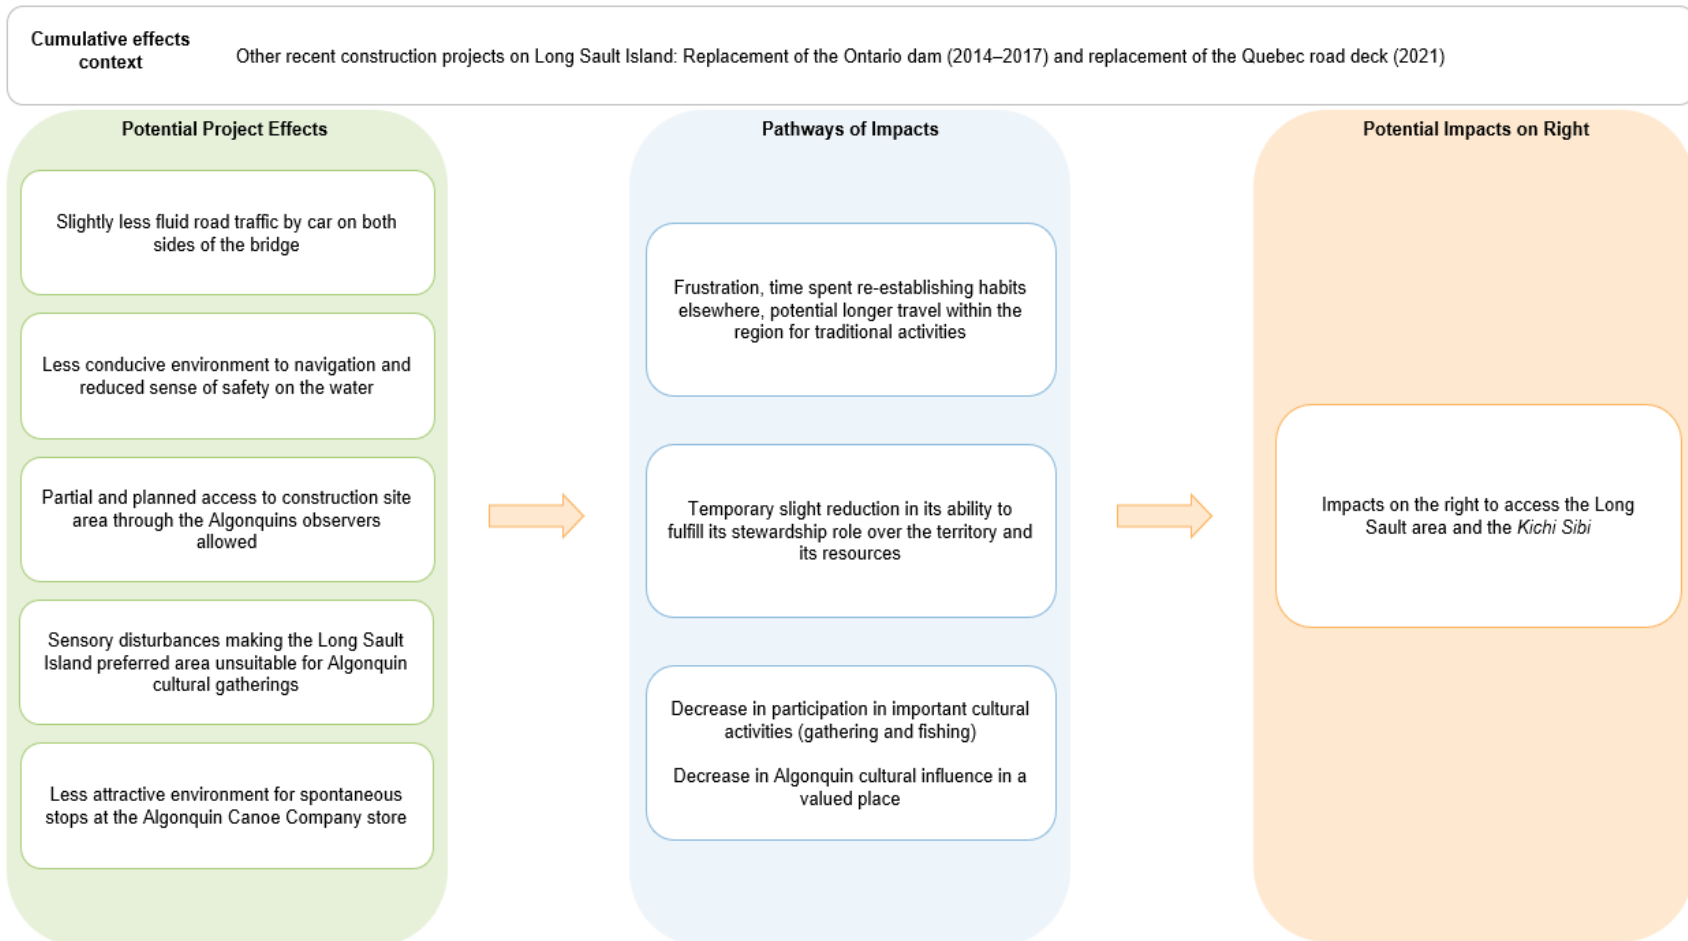 Cumulative effects
context
Other recent construction projects on Long Sault Island: Replacement of the Ontario dam (2014–2017) and replacement of the Quebec road deck (2021)
Potential Project Effects
Slightly less fluid road traffic by car on both
sides of the bridge
Less conducive environment to navigation and
reduced sense of safety on the water
Partial and planned access to construction site
area through the Algonquins observers
allowed
Sensory disturbances making the Long Sault
Island preferred area unsuitable for Algonquin
cultural gatherings
Less attractive environment for spontaneous
stops at the Algonquin Canoe Company store
Pathways of Impacts
Frustration, time spent re-establishing habits
elsewhere, potential longer travel within the
region for traditional activities
Temporary slight reduction in its ability to
fulfill its stewardship role over the territory and
its resources
Decrease in participation in important cultural
activities (gathering and fishing)
Decrease in Algonquin cultural influence in a
valued place
Potential Impacts on Right
Impacts on the right to access the Long
Sault area and the Kichi Sibi